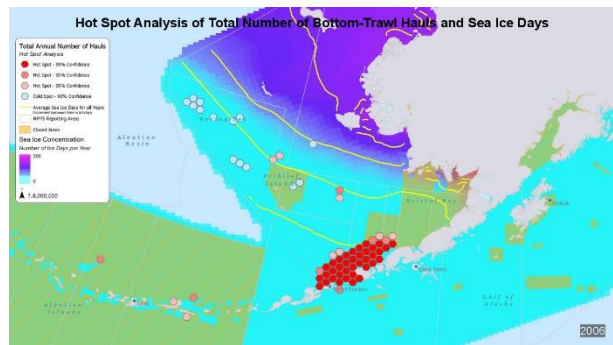 Hot Spot Analysis of Total Number of Bottom-Trawl Hauls and Sea Ice Days
Total Annual Number of Hauls
Hot Spot Analysis
Hot Spot - 99% Confidence
Hot Spot - 95% Confidence
Hot Spot - 90% Confidence
Cold Spot - 90% Confidence
Average Sea Ice Days for all Years
NMFS Reporting Areas
Closed Areas
Sea Ice Concentration
Number of Ice Days per Year
0
1:8,000,000
Aleutian
Basin
Pribilof
Islands
Bristol Bay
Kodiak
Sand Point
Gulf of
Alaska
Aleutian
Islands
2006